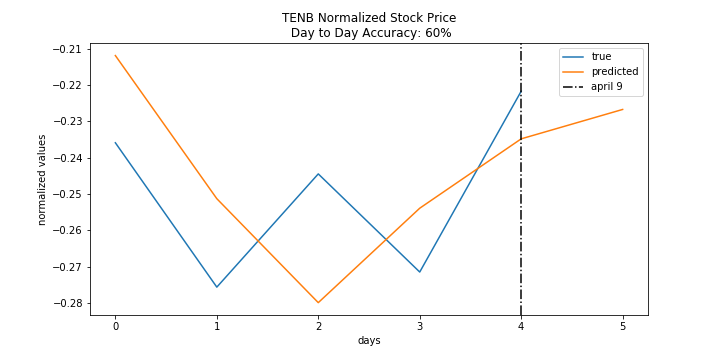 TENB Normalized Stock Price
Day to Day Accuracy: 60%
−0.21
−0.22
−0.23
−0.24
−0.25
−0.26
−0.27
−0.28
normalized values
true
predicted
april 9
0 1 2 3 4 5
days